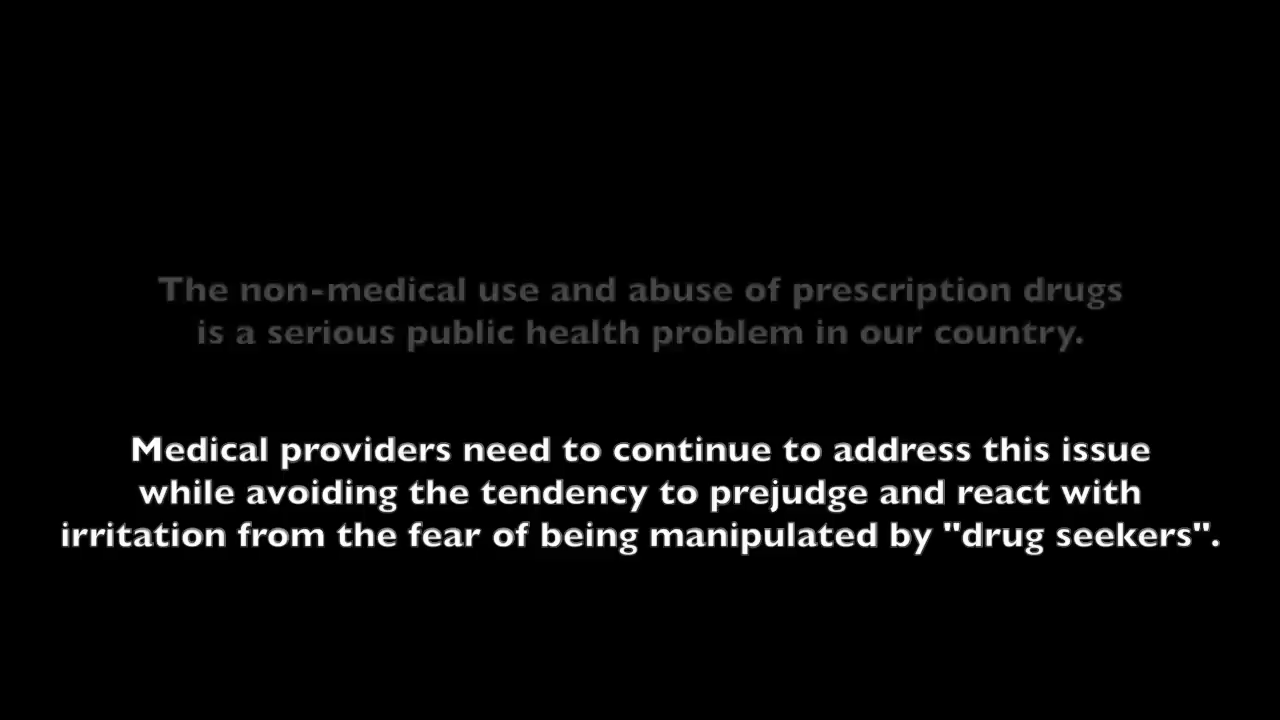 The non-medical use and abuse of prescription drugs
is a serious public health problem in our country.
Medical providers need to continue to address this issue
while avoiding the tendency to prejudge and react with
irritation from the fear of being manipulated by "drug seekers".